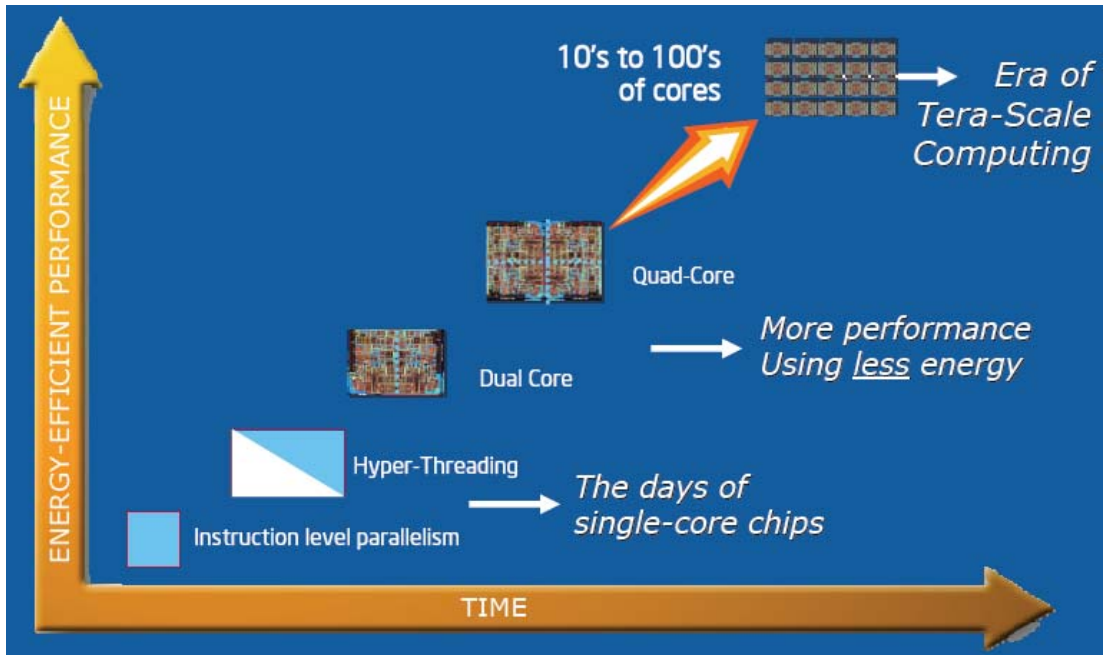 ENERGY-EFFICIENT PERFORMANCE
10's to 100's
of cores
Era of
Tera-Scale
Computing
Quad-Core
More performance
Using less energy
Dual Core
Hyper-Threading
The days of
single-core chips
Instruction level parallelism
TIME